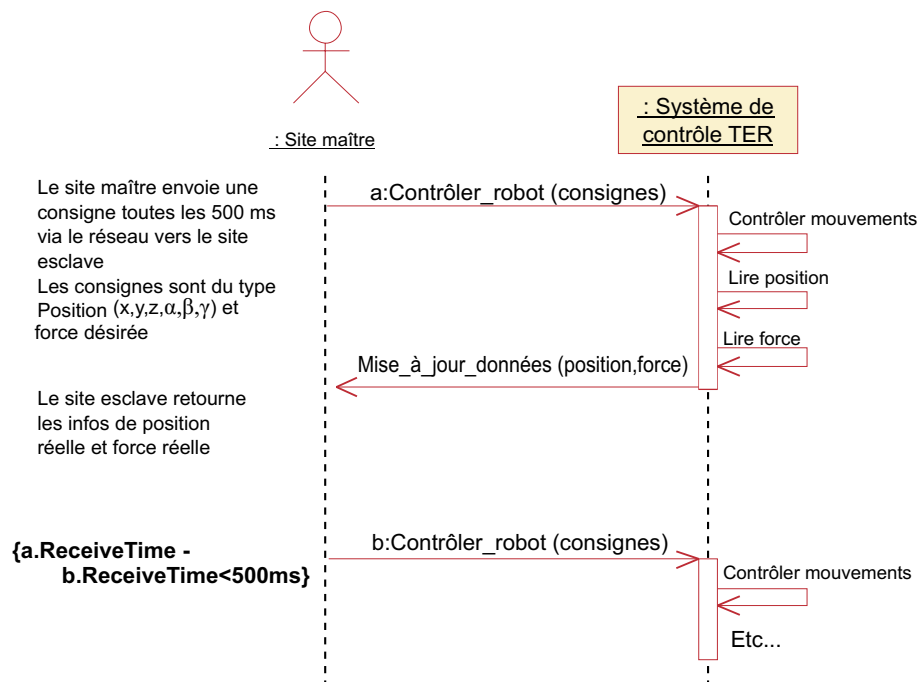 : Site maître
: Système de
contrôle TER
Le site maître envoie une
consigne toutes les 500 ms
via le réseau vers le site
esclave
Les consignes sont du type
Position (x,y,z,α,β,γ) et
force désirée
a:Contrôler_robot (consignes)
Contrôler mouvements
Lire position
Lire force
Mise_à_jour_données (position,force)
Le site esclave retourne
les infos de position
réelle et force réelle
{a.ReceiveTime -
b.ReceiveTime<500ms}
b:Contrôler_robot (consignes)
Contrôler mouvements
Etc...